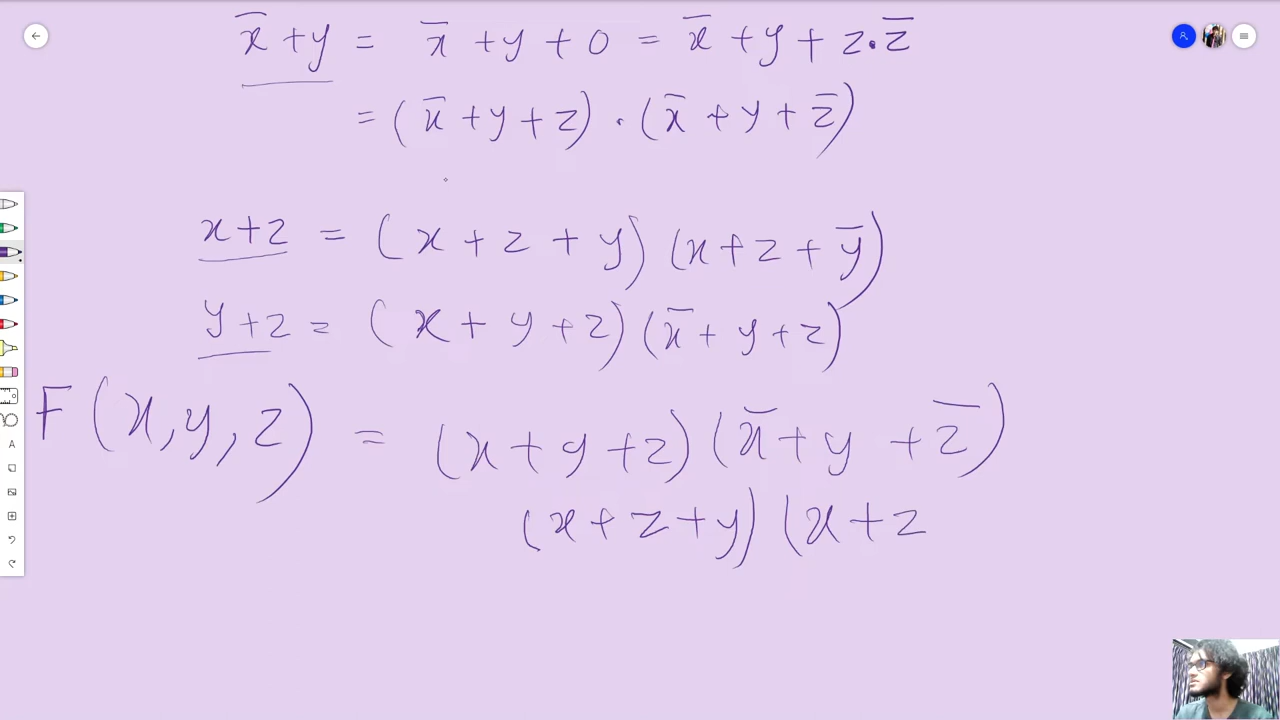 x̅ + y = x̅ + y + 0 = x̅ + y + z · z̅
= (x̅ + y + z) · (x̅ + y + z̅)
x + z = (x + z + y) (x + z + y̅)
y + z = (x + y + z) (x̅ + y + z)
F (x, y, z) = (x + y + z) (x̅ + y + z̅)
(x + z + y) (x + z
A